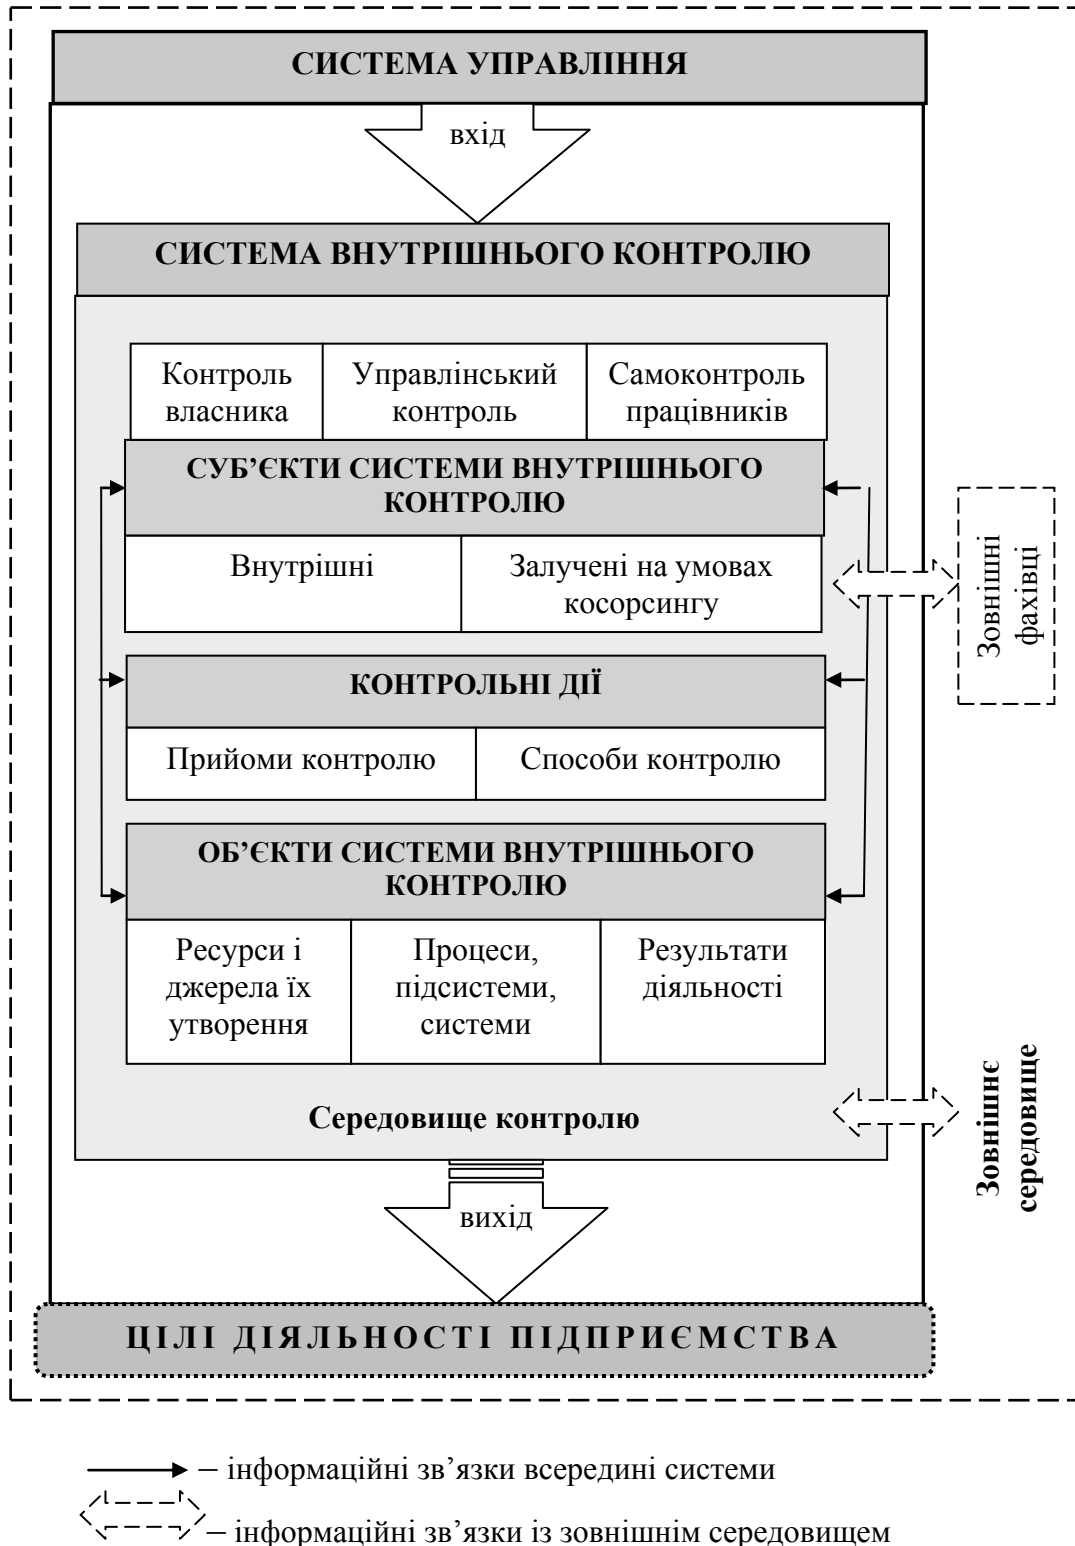 СИСТЕМА УПРАВЛІННЯ
вхід
СИСТЕМА ВНУТРІШНЬОГО КОНТРОЛЮ
Контроль
власника
Управлінський
контроль
Самоконтроль
працівників
СУБ’ЄКТИ СИСТЕМИ ВНУТРІШНЬОГО
КОНТРОЛЮ
Внутрішні
Залучені на умовах
косорсингу
Зовнішні
фахівці
КОНТРОЛЬНІ ДІЇ
Прийоми контролю
Способи контролю
ОБ’ЄКТИ СИСТЕМИ ВНУТРІШНЬОГО
КОНТРОЛЮ
Ресурси і
джерела їх
утворення
Процеси,
підсистеми,
системи
Результати
діяльності
Середовище контролю
Зовнішнє
середовище
вихід
ЦІЛІ ДІЯЛЬНОСТІ ПІДПРИЄМСТВА
– інформаційні зв’язки всередині системи
– інформаційні зв’язки із зовнішнім середовищем